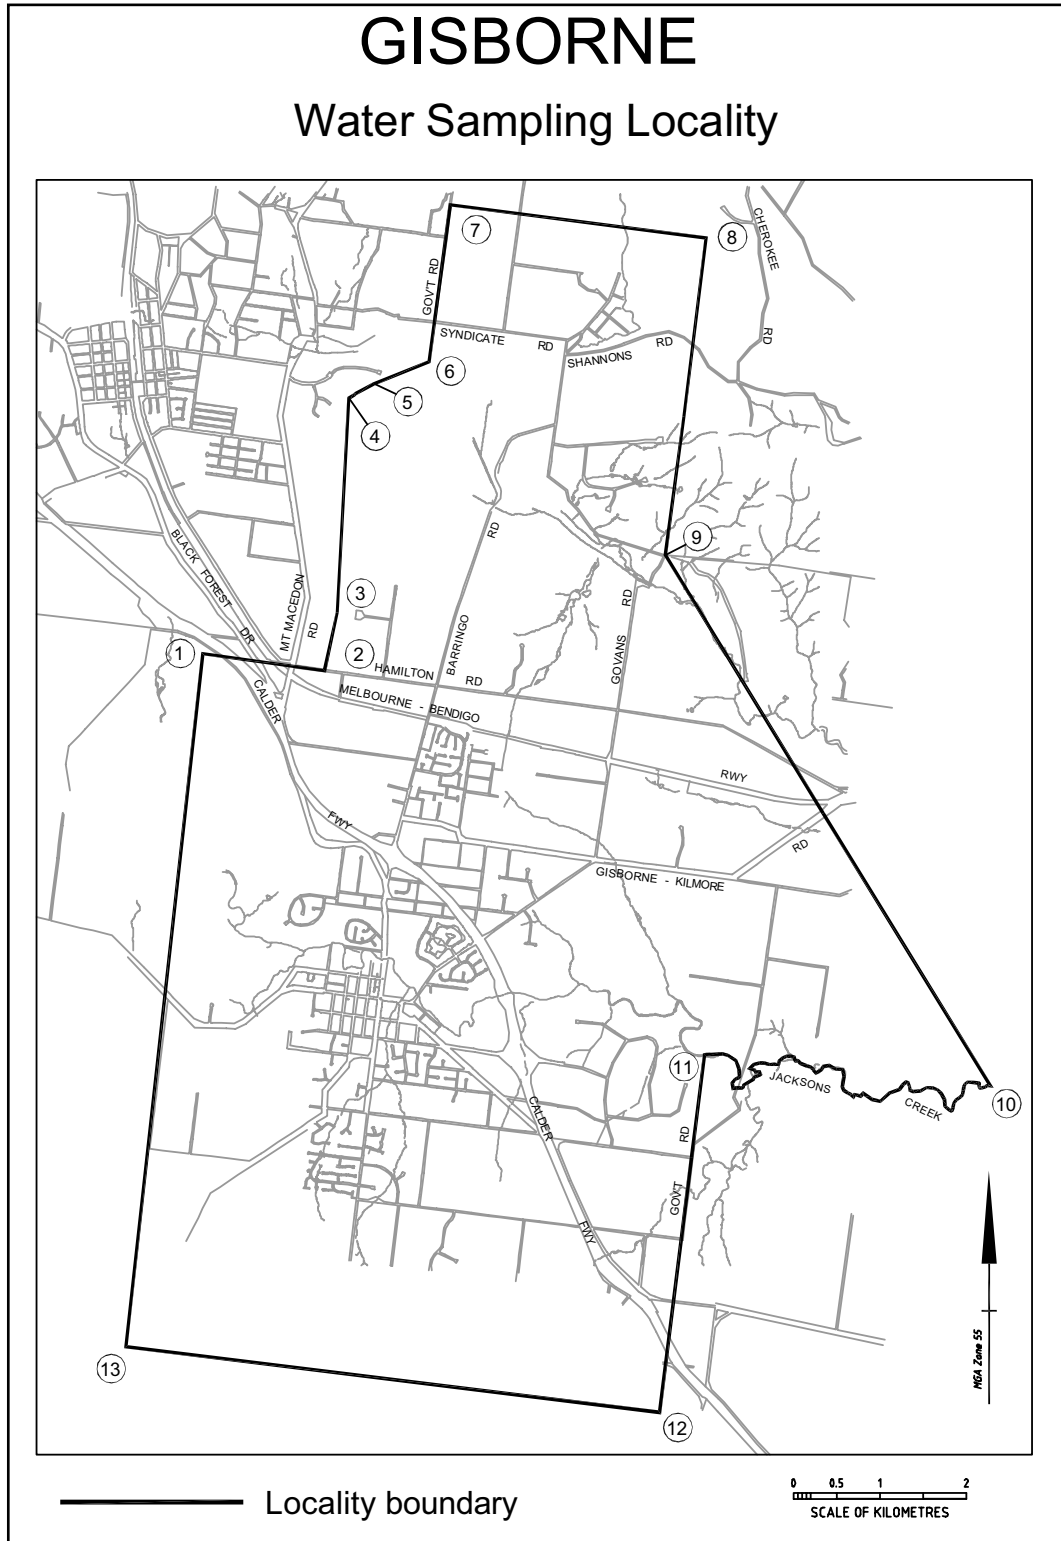 GISBORNE
Water Sampling Locality
7
8
CHEROKEE
RD
GOV'T RD
SYNDICATE RD
SHANNONS RD
6
5
4
9
BLACK FOREST DR
MT MACEDON RD
3
RD
BARRINGO
RD
GOVANS
1
2
HAMILTON RD
CALDER
MELBOURNE - BENDIGO
RWY
FWY
RD
GISBORNE - KILMORE
11
JACKSONS
CREEK
10
CALDER
RD
GOV'T
FWY
13
12
MGA Zone 55
Locality boundary
0 0.5 1 2
SCALE OF KILOMETRES